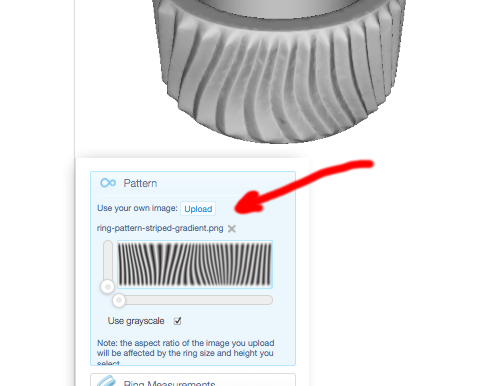 Pattern
Use your own image: Upload
ring-pattern-striped-gradient.png
Use grayscale
Note: the aspect ratio of the image you upload
will be affected by the ring size and height you
select.
Ring Measurements